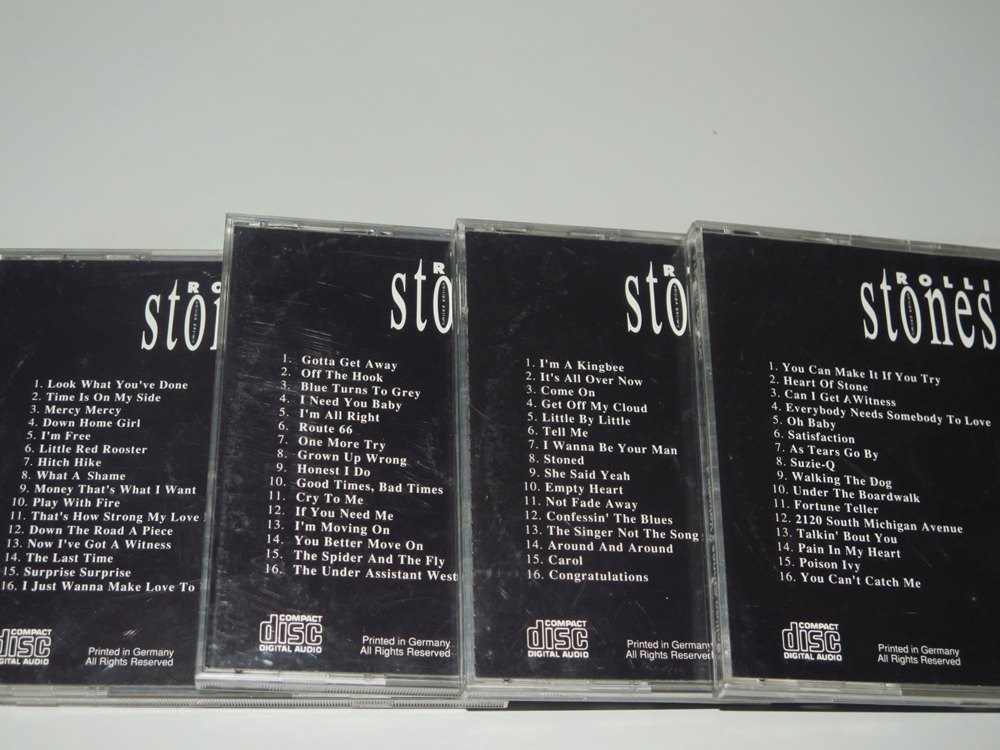 RO
stön
1. Look What You've Done
2. Time Is On My Side
3. Mercy Mercy
4. Down Home Girl
5. I'm Free
6. Little Red Rooster
7. Hitch Hike
8. What A Shame
9. Money That's What I Want
10. Play With Fire
11. That's How Strong My Love
12. Down The Road A Piece
13. Now I've Got A Witness
14. The Last Time
15. Surprise Surprise
16. I Just Wanna Make Love To
COMPACT
disc
DIGITAL AUDIO
Printed in Germany
All Rights Reserved
R
sto
1. Gotta Get Away
2. Off The Hook
3. Blue Turns To Grey
4. I Need You Baby
5. I'm All Right
6. Route 66
7. One More Try
8. Grown Up Wrong
9. Honest I Do
10. Good Times, Bad Times
11. Cry To Me
12. If You Need Me
13. I'm Moving On
14. You Better Move On
15. The Spider And The Fly
16. The Under Assistant West
COMPACT
disc
DIGITAL AUDIO
Printed in Germany
All Rights Reserved
R
sto
1. I'm A Kingbee
2. It's All Over Now
3. Come On
4. Get Off My Cloud
5. Little By Little
6. Tell Me
7. I Wanna Be Your Man
8. Stoned
9. She Said Yeah
10. Empty Heart
11. Not Fade Away
12. Confessin' The Blues
13. The Singer Not The Song
14. Around And Around
15. Carol
16. Congratulations
COMPACT
disc
DIGITAL AUDIO
Printed in Germany
All Rights Reserved
ROLLI
stones
1. You Can Make It If You Try
2. Heart Of Stone
3. Can I Get A Witness
4. Everybody Needs Somebody To Love
5. Oh Baby
6. Satisfaction
7. As Tears Go By
8. Suzie-Q
9. Walking The Dog
10. Under The Boardwalk
11. Fortune Teller
12. 2120 South Michigan Avenue
13. Talkin' Bout You
14. Pain In My Heart
15. Poison Ivy
16. You Can't Catch Me
COMPACT
disc
DIGITAL AUDIO
Printed in Germany
All Rights Reserved